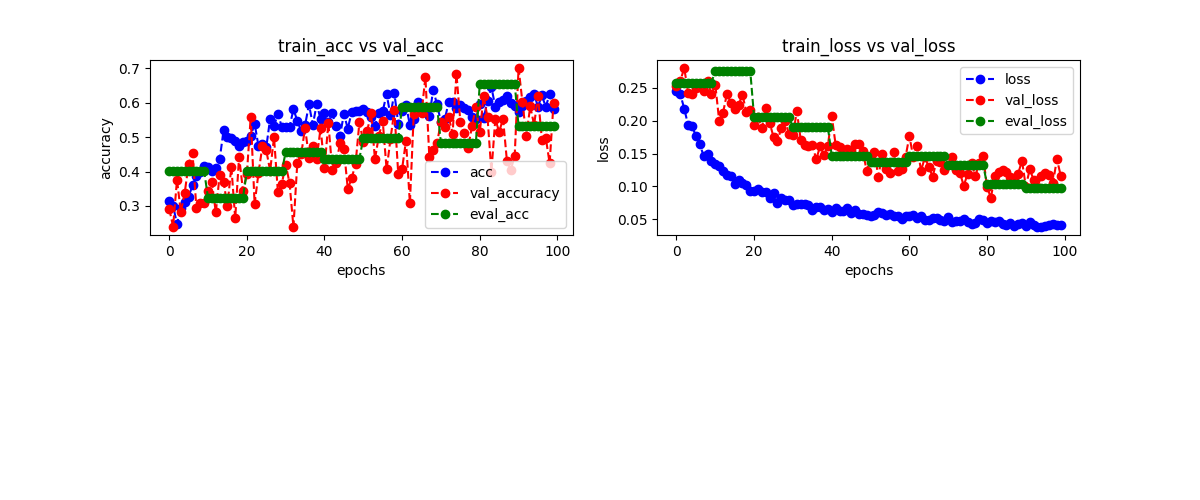 train_acc vs val_acc
accuracy
0.7
0.6
0.5
0.4
0.3
0 20 40 60 80 100
epochs
acc
val_accuracy
eval_acc
train_loss vs val_loss
loss
0.25
0.20
0.15
0.10
0.05
0 20 40 60 80 100
epochs
loss
val_loss
eval_loss